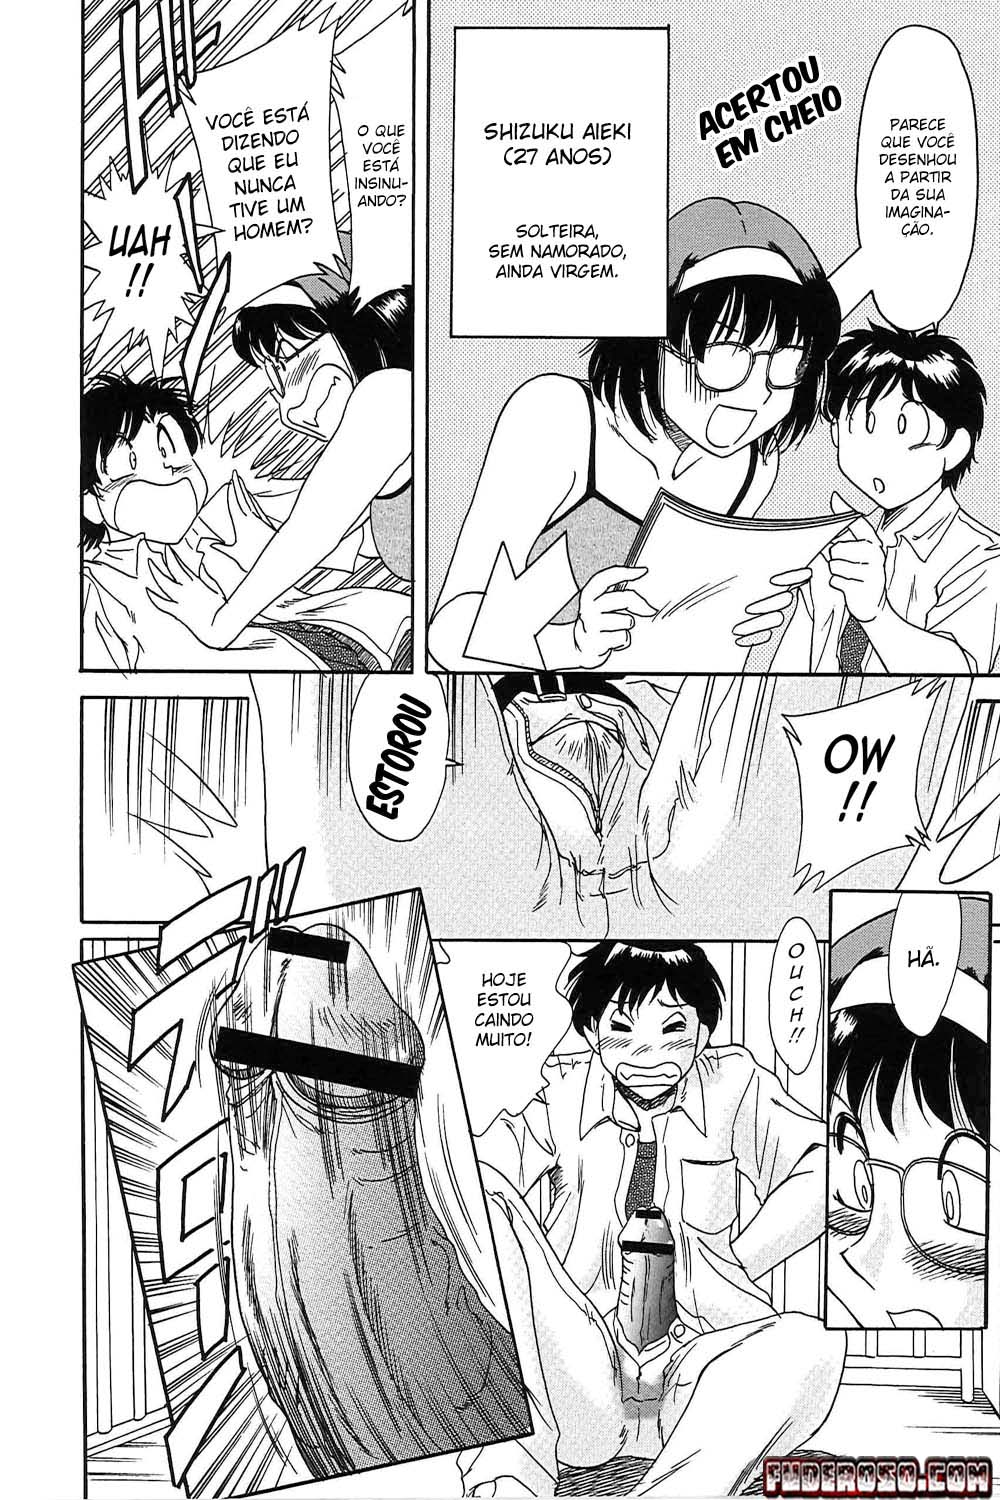 PARECE
QUE VOCÊ
DESENHOU
A PARTIR
DA SUA
IMAGINA-
ÇÃO.
ACERTOU
EM CHEIO
SHIZUKU AIEKI
(27 ANOS)
SOLTEIRA,
SEM NAMORADO,
AINDA VIRGEM.
O QUE
VOCÊ
ESTÁ
INSINU-
ANDO?
VOCÊ ESTÁ
DIZENDO
QUE EU
NUNCA
TIVE UM
HOMEM?
UAH
!!
OW
!!
ESTOROU
HÃ.
OUCH!!
HOJE
ESTOU
CAINDO
MUITO!
FUDEROSO.COM